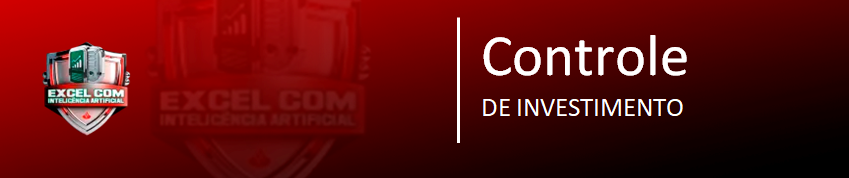 EXCEL COM
INTELIGÊNCIA ARTIFICIAL
EXCEL COM
INTELIGÊNCIA ARTIFICIAL
Controle
DE INVESTIMENTO